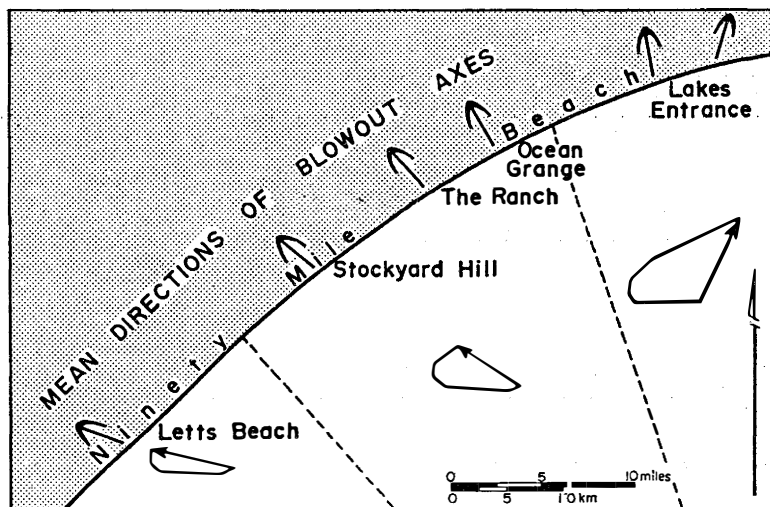 MEAN DIRECTIONS OF BLOWOUT AXES
Ninety Mile Beach
Lakes
Entrance
Ocean
Grange
The Ranch
Stockyard Hill
Letts Beach
0 5 10 miles
0 5 10 km